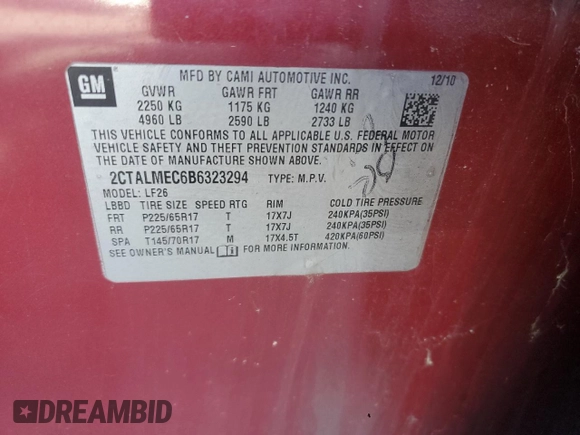 GM
MFD BY CAMI AUTOMOTIVE INC. 12/10
GVWR GAWR FRT GAWR RR
2250 KG 1175 KG 1240 KG
4960 LB 2590 LB 2733 LB
THIS VEHICLE CONFORMS TO ALL APPLICABLE U.S. FEDERAL MOTOR
VEHICLE SAFETY AND THEFT PREVENTION STANDARDS IN EFFECT ON
THE DATE OF MANUFACTURE SHOWN ABOVE.
2CTALMEC6B6323294 TYPE: M.P.V.
MODEL: LF26
LBBD TIRE SIZE SPEED RTG RIM COLD TIRE PRESSURE
FRT P225/65R17 T 17X7J 240KPA(35PSI)
RR P225/65R17 T 17X7J 240KPA(35PSI)
SPA T145/70R17 M 17X4.5T 420KPA(60PSI)
SEE OWNER'S MANUAL FOR MORE INFORMATION.
DREAMBID